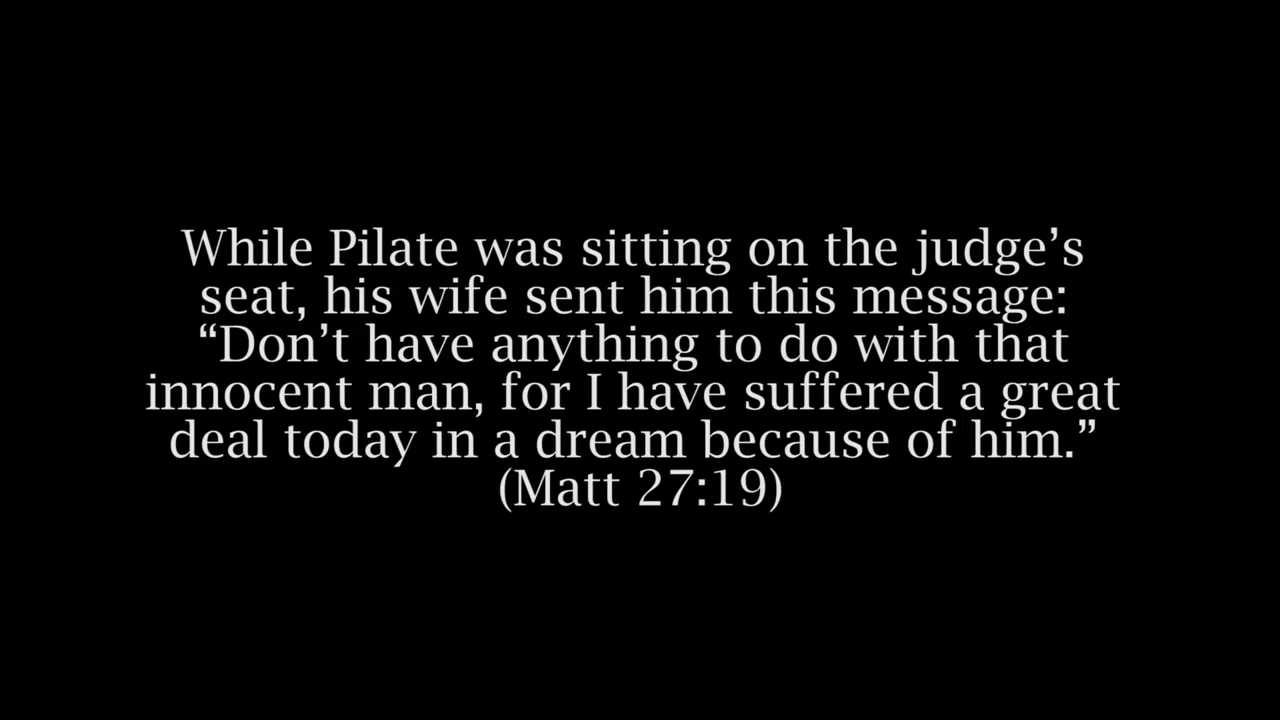 While Pilate was sitting on the judge’s
seat, his wife sent him this message:
“Don’t have anything to do with that
innocent man, for I have suffered a great
deal today in a dream because of him.”
(Matt 27:19)